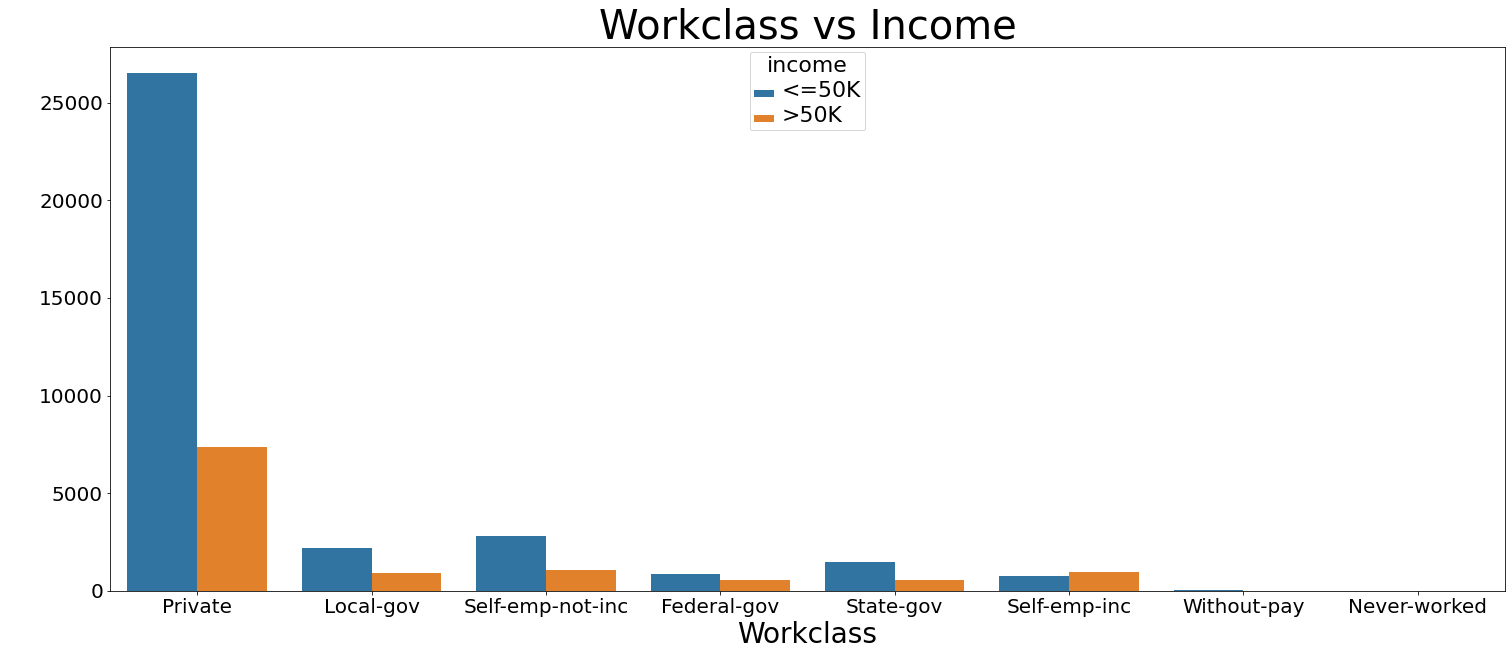 Workclass vs Income
income
<=50K
>50K
25000
20000
15000
10000
5000
0
Private Local-gov Self-emp-not-inc Federal-gov State-gov Self-emp-inc Without-pay Never-worked
Workclass